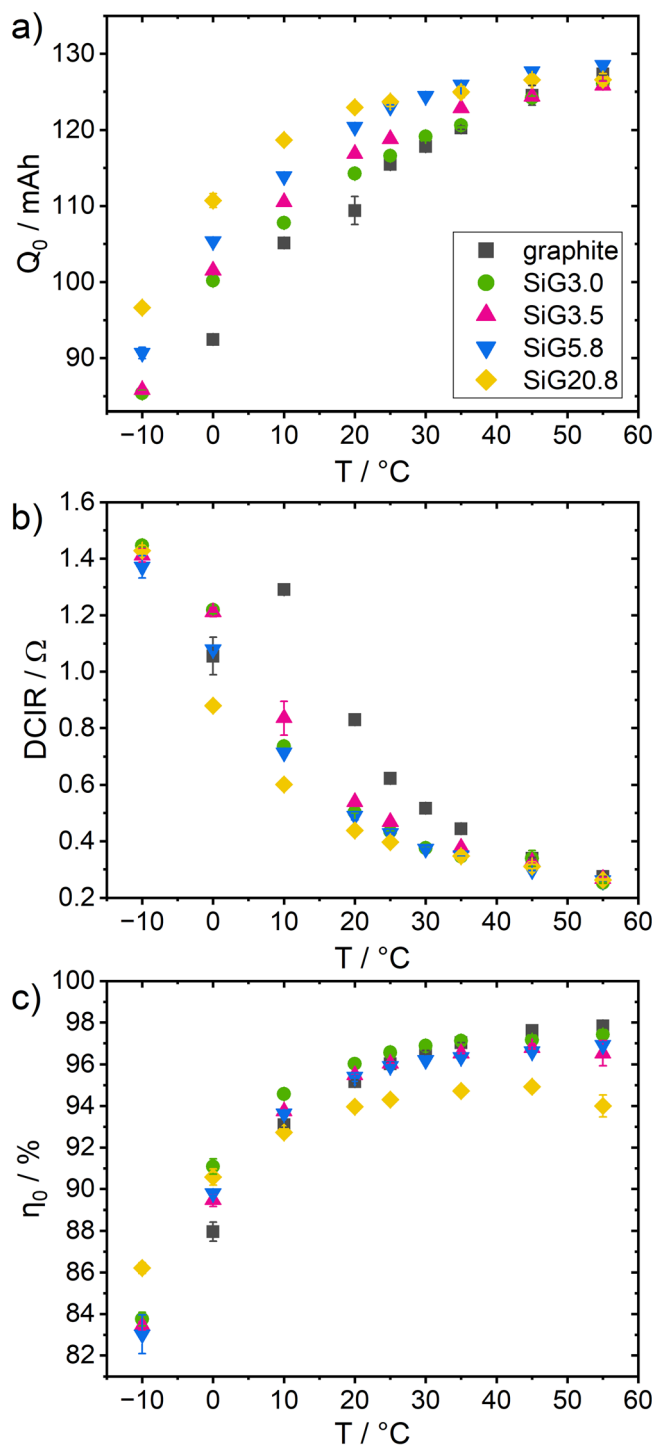 a)
130
120
110
100
90
Q₀ / mAh
graphite
SiG3.0
SiG3.5
SiG5.8
SiG20.8
−10 0 10 20 30 40 50 60
T / °C
b)
1.6
1.4
1.2
1.0
0.8
0.6
0.4
0.2
DCIR / Ω
−10 0 10 20 30 40 50 60
T / °C
c)
100
98
96
94
92
90
88
86
84
82
η₀ / %
−10 0 10 20 30 40 50 60
T / °C